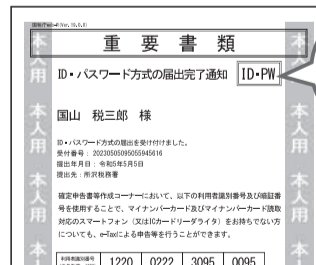 重要書類
ID・パスワード方式の届出完了通知 ID・PW
国山 税三郎 様
ID・パスワード方式の届出を受け付けました。
受付番号：20230505095055945616
提出年月日：令和5年5月5日
提出先：所沢税務署
確定申告書等作成コーナーにおいて、以下の利用者識別番号及び暗証番
号を使用することで、マイナンバーカード及びマイナンバーカード読取
対応のスマートフォン（又はICカードリーダライタ）をお持ちでない方
についても、e-Taxによる申告等を行うことができます。
利用者識別番号 1220 0222 3095 0095
本人用
本人用
本人用
本人用
本人用
本人用